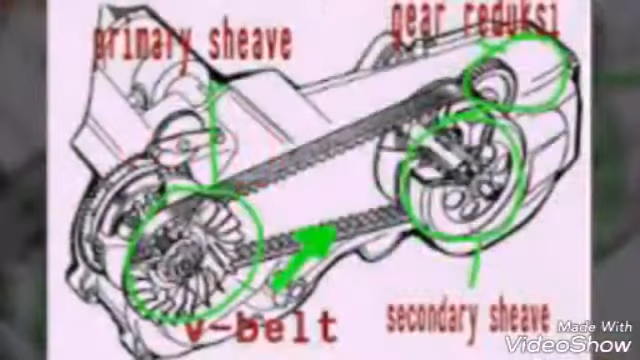 gear reduksi
primary sheave
secondary sheave
v-belt
Made With
VideoShow